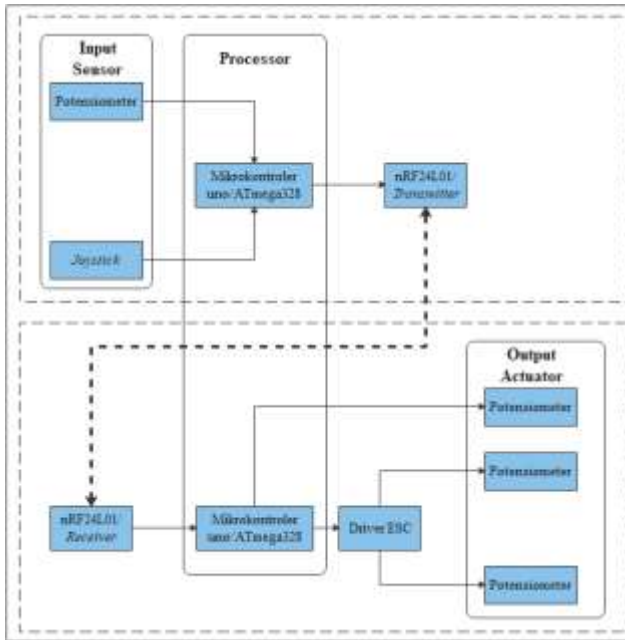 Input
Sensor
Processor
Potensiometer
Mikrokontroler
uno/ATmega328
nRF24L01/
Transmitter
Joystick
Output
Actuator
Potensiometer
Potensiometer
nRF24L01/
Receiver
Mikrokontroler
uno/ATmega328
Driver ESC
Potensiometer